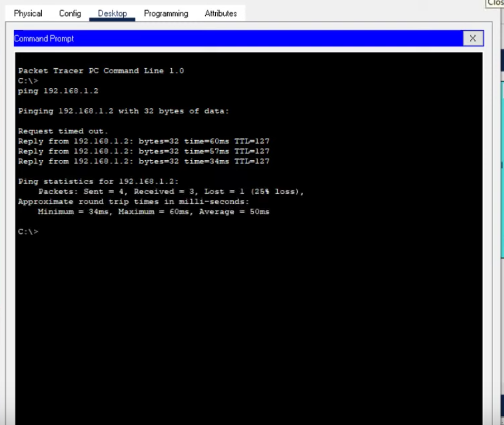 Clos
Physical Config Desktop Programming Attributes
Command Prompt X
Packet Tracer PC Command Line 1.0
C:\>
ping 192.168.1.2
Pinging 192.168.1.2 with 32 bytes of data:
Request timed out.
Reply from 192.168.1.2: bytes=32 time=60ms TTL=127
Reply from 192.168.1.2: bytes=32 time=57ms TTL=127
Reply from 192.168.1.2: bytes=32 time=34ms TTL=127
Ping statistics for 192.168.1.2:
Packets: Sent = 4, Received = 3, Lost = 1 (25% loss),
Approximate round trip times in milli-seconds:
Minimum = 34ms, Maximum = 60ms, Average = 50ms
C:\>